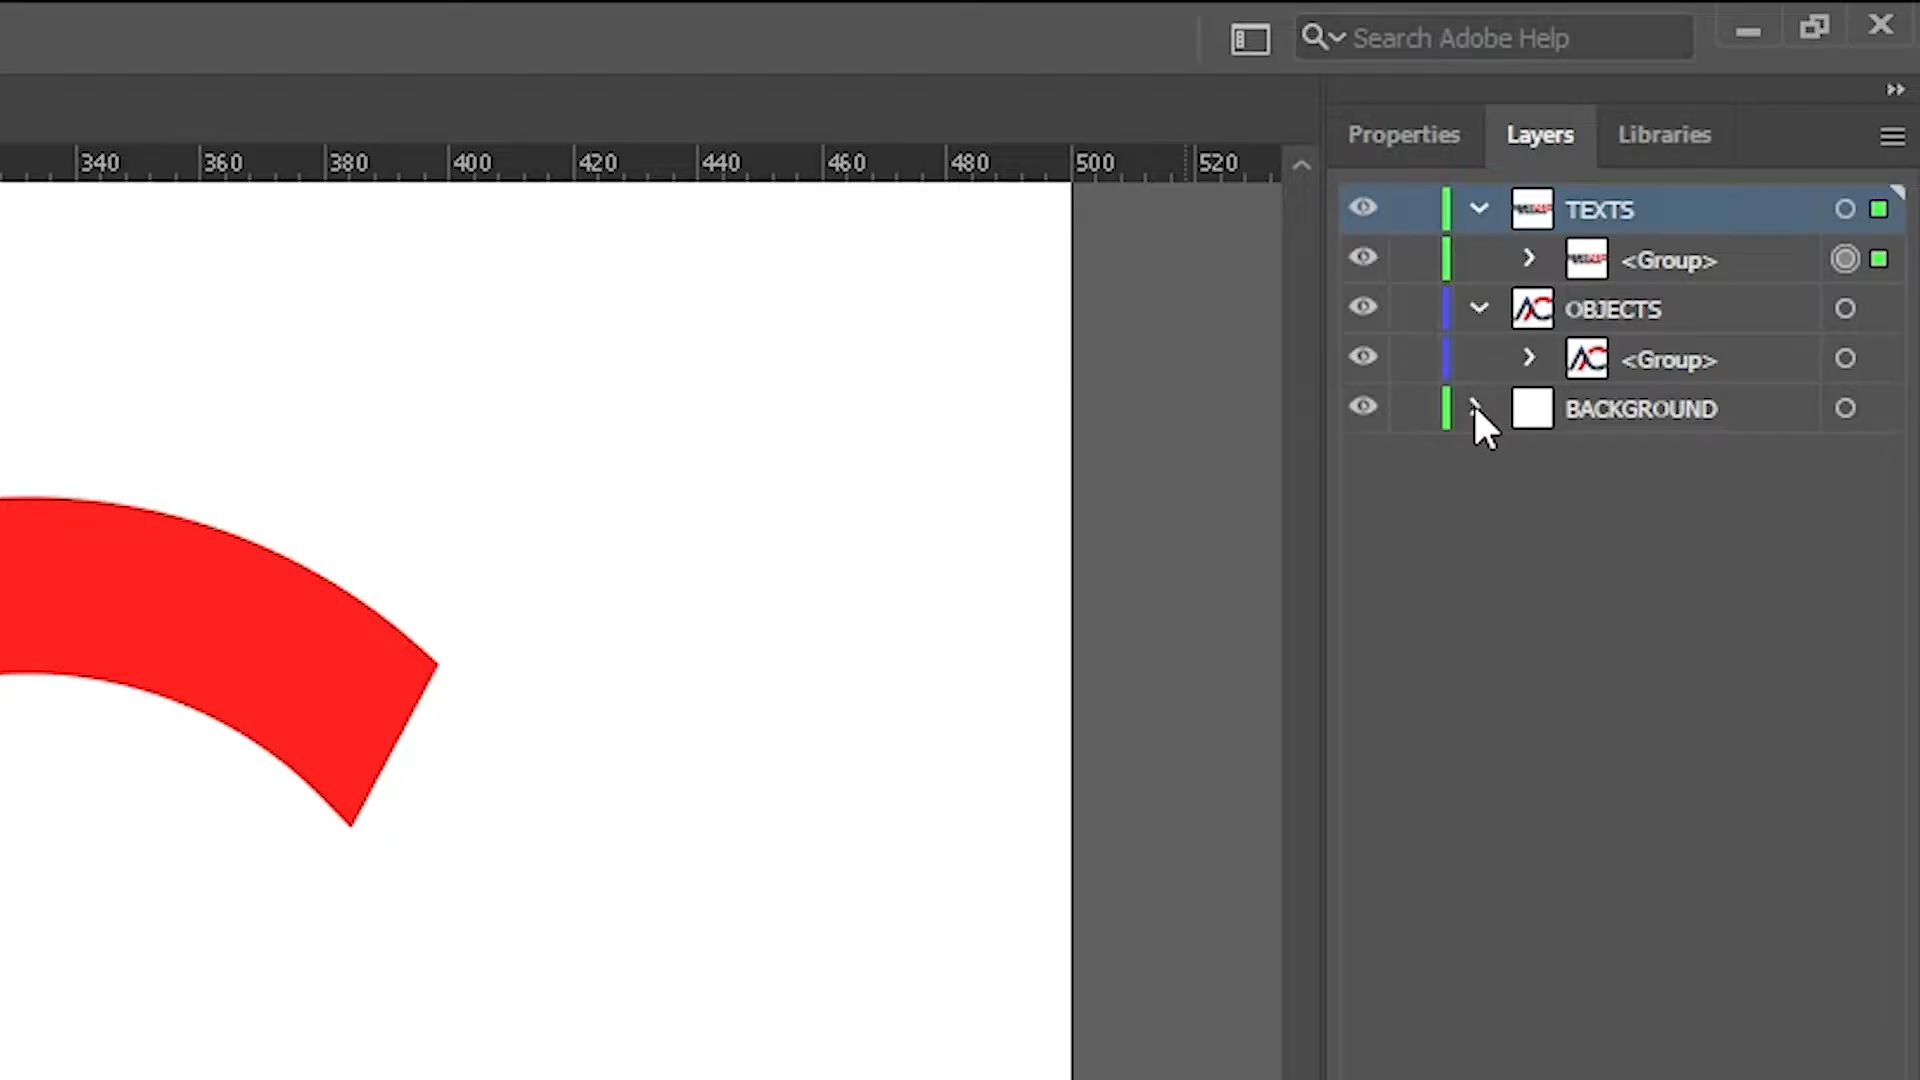 Search Adobe Help
Properties Layers Libraries
340 360 380 400 420 440 460 480 500 520
TEXTS
<Group>
OBJECTS
<Group>
BACKGROUND